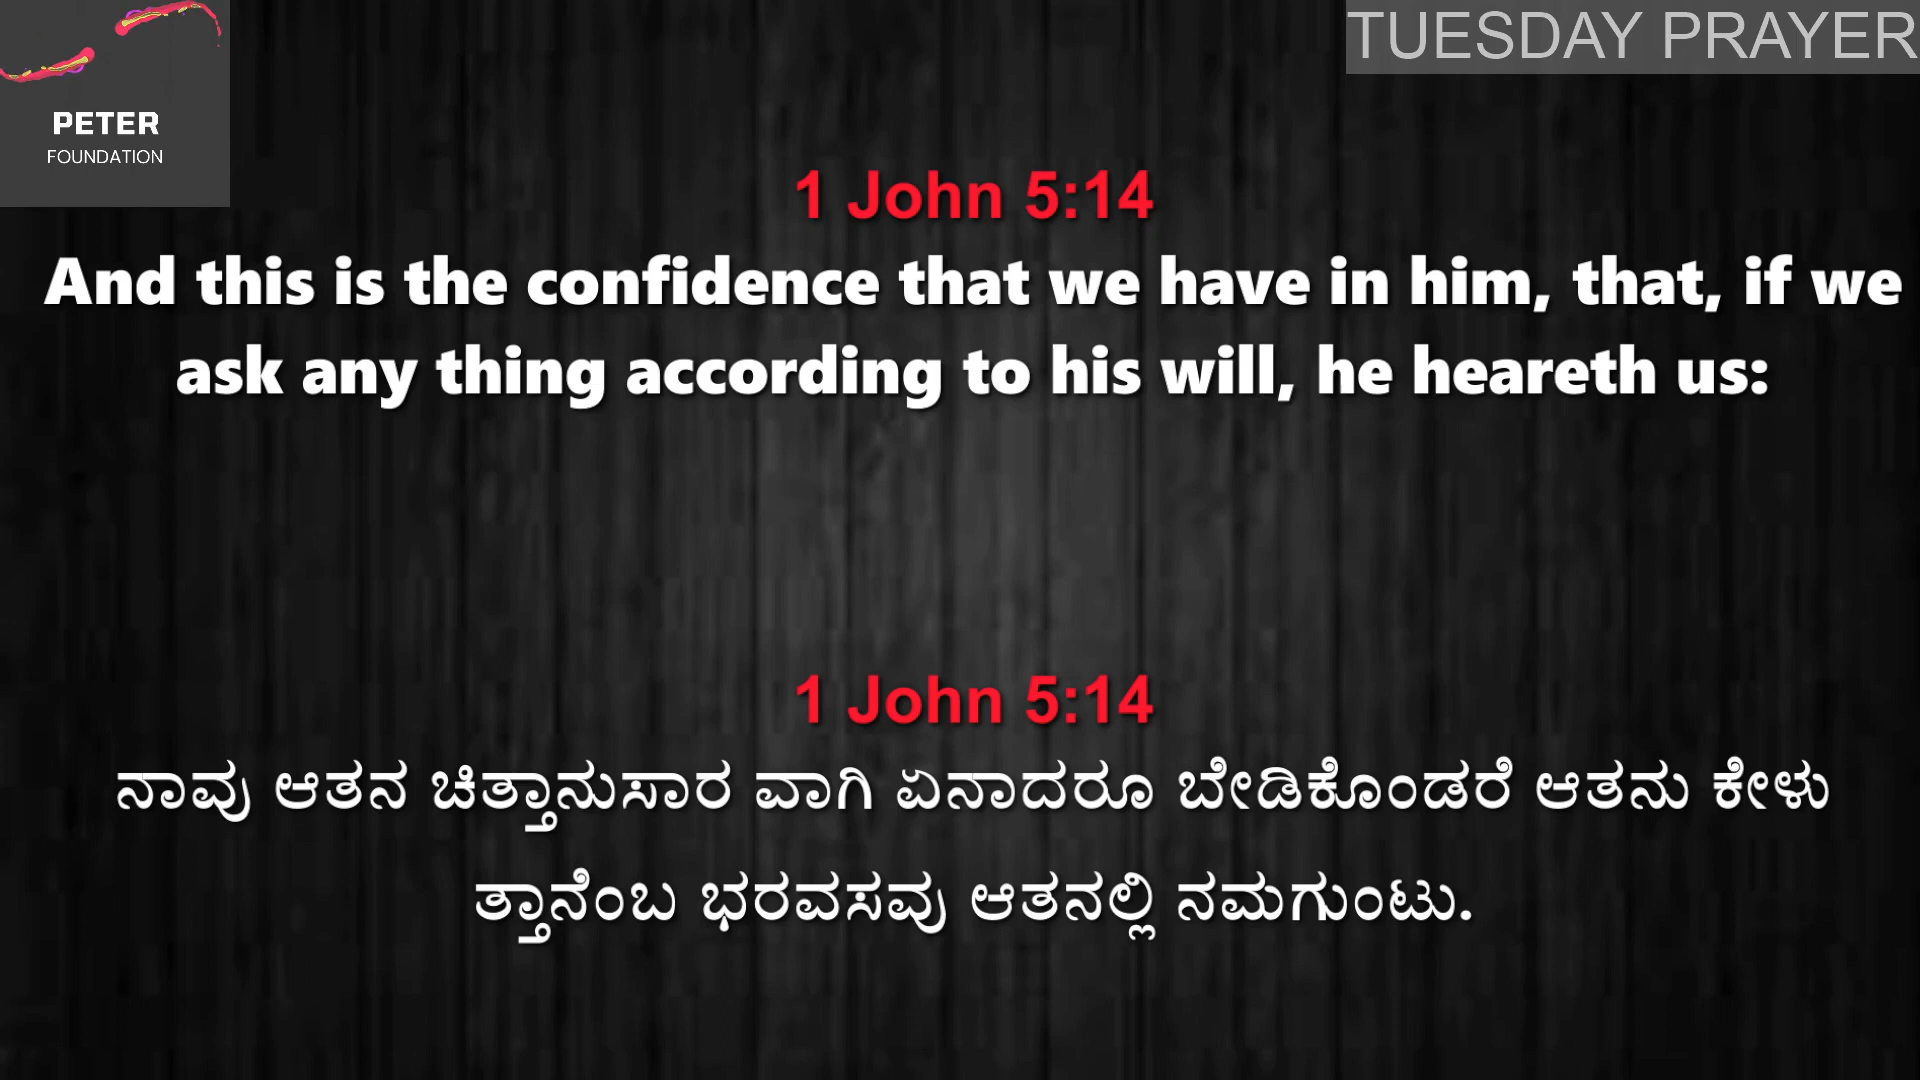 TUESDAY PRAYER
PETER
FOUNDATION
1 John 5:14
And this is the confidence that we have in him, that, if we
ask any thing according to his will, he heareth us:
1 John 5:14
ನಾವು ಆತನ ಚಿತ್ತಾನುಸಾರ ವಾಗಿ ಏನಾದರೂ ಬೇಡಿಕೊಂಡರೆ ಆತನು ಕೇಳು
ತ್ತಾನೆಂಬ ಭರವಸವು ಆತನಲ್ಲಿ ನಮಗುಂಟು.